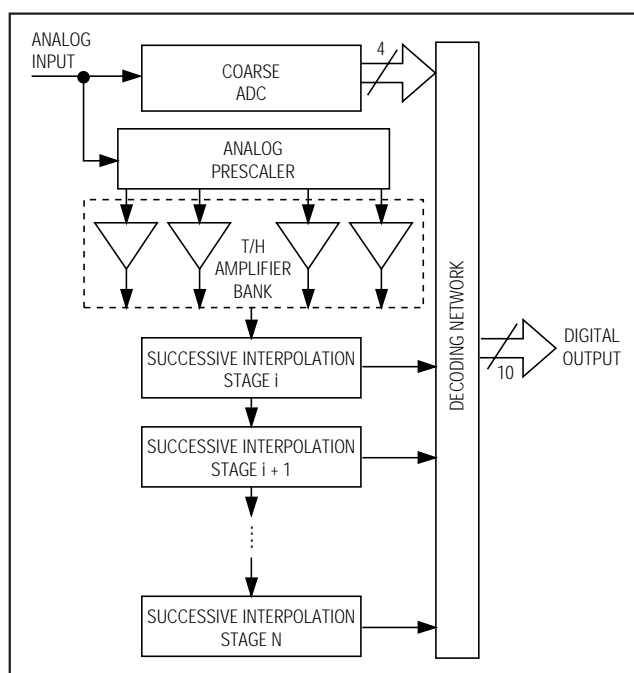 ANALOG
INPUT
COARSE
ADC
4
ANALOG
PRESCALER
T/H
AMPLIFIER
BANK
SUCCESSIVE INTERPOLATION
STAGE i
SUCCESSIVE INTERPOLATION
STAGE i + 1
SUCCESSIVE INTERPOLATION
STAGE N
DECODING NETWORK
10
DIGITAL
OUTPUT